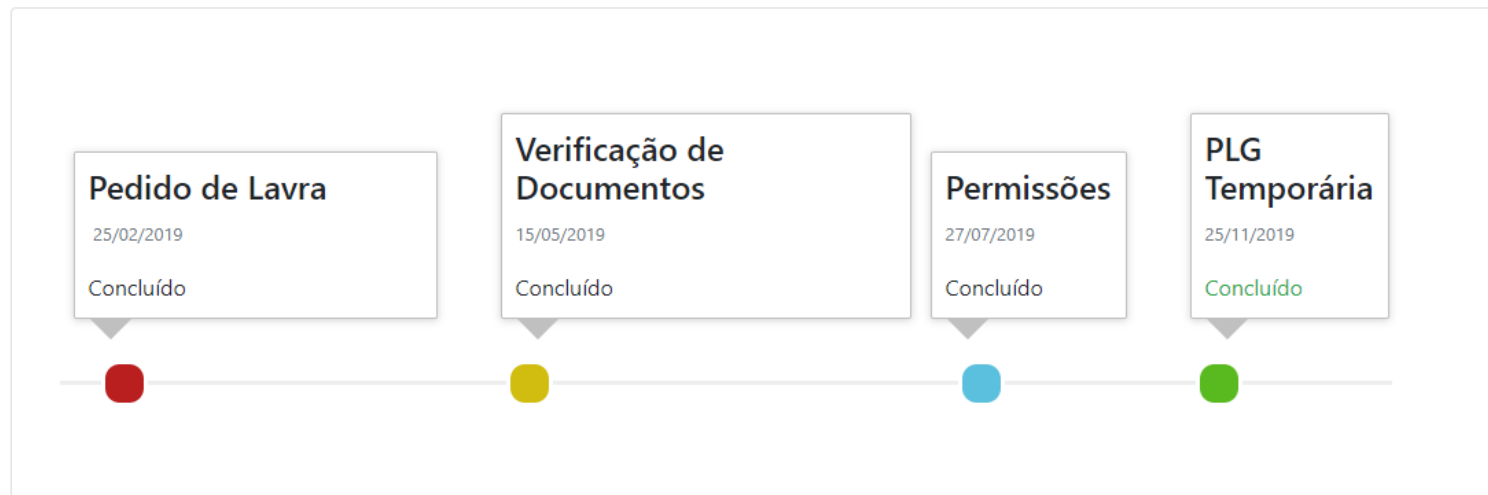 Pedido de Lavra
25/02/2019
Concluído
Verificação de
Documentos
15/05/2019
Concluído
Permissões
27/07/2019
Concluído
PLG
Temporária
25/11/2019
Concluído